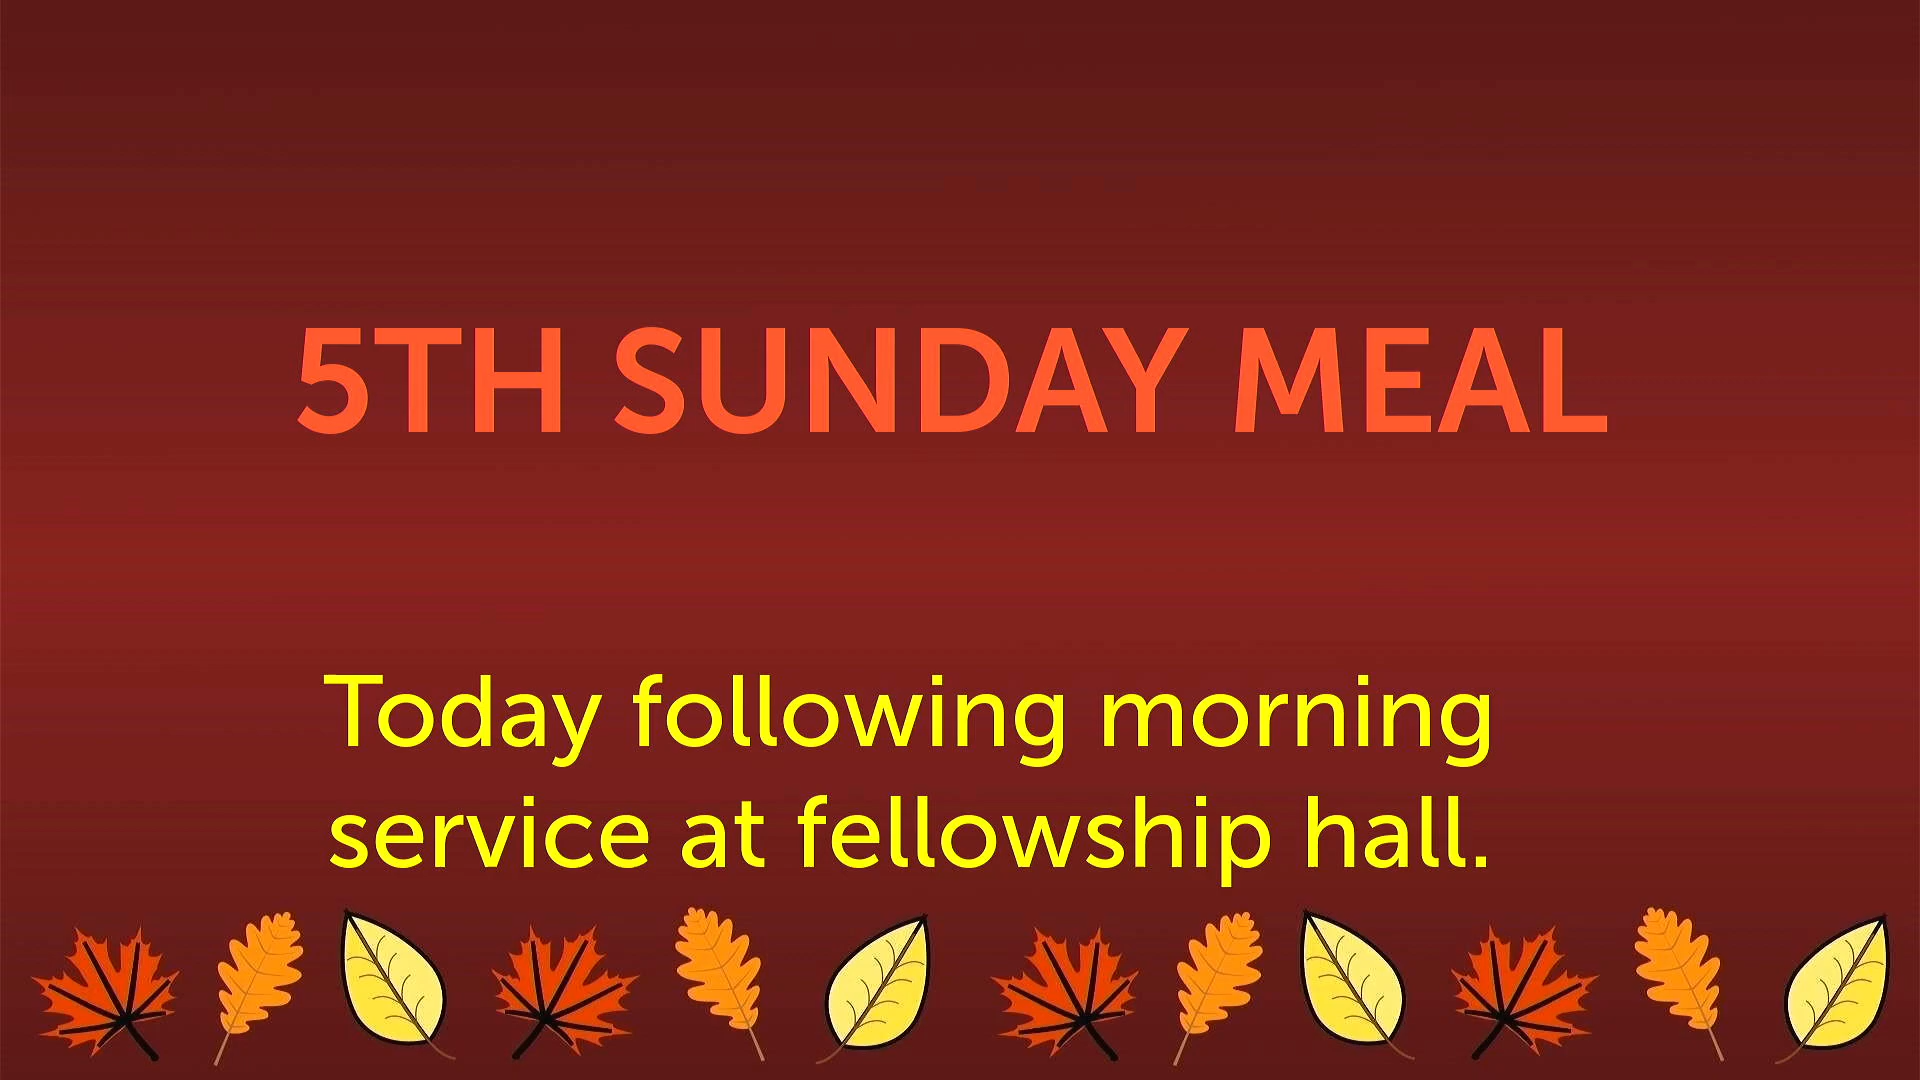 5TH SUNDAY MEAL
Today following morning
service at fellowship hall.